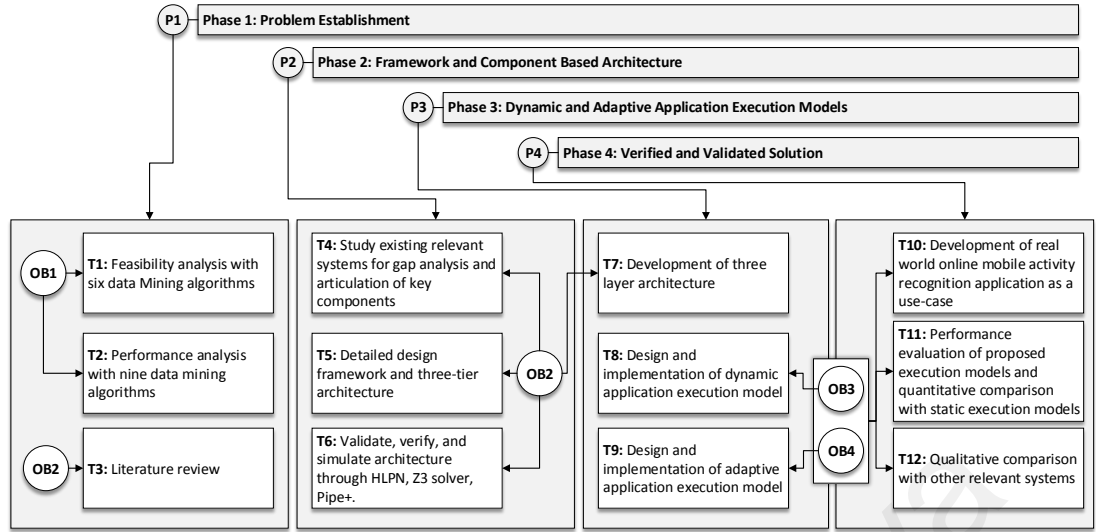 P1
Phase 1: Problem Establishment
P2
Phase 2: Framework and Component Based Architecture
P3
Phase 3: Dynamic and Adaptive Application Execution Models
P4
Phase 4: Verified and Validated Solution
OB1
T1: Feasibility analysis with
six data Mining algorithms
T2: Performance analysis
with nine data mining
algorithms
OB2
T3: Literature review
T4: Study existing relevant
systems for gap analysis and
articulation of key
components
T5: Detailed design
framework and three-tier
architecture
T6: Validate, verify, and
simulate architecture
through HLPN, Z3 solver,
Pipe+.
OB2
T7: Development of three
layer architecture
T8: Design and
implementation of dynamic
application execution model
T9: Design and
implementation of adaptive
application execution model
OB3
OB4
T10: Development of real
world online mobile activity
recognition application as a
use-case
T11: Performance
evaluation of proposed
execution models and
quantitative comparison
with static execution models
T12: Qualitative comparison
with other relevant systems